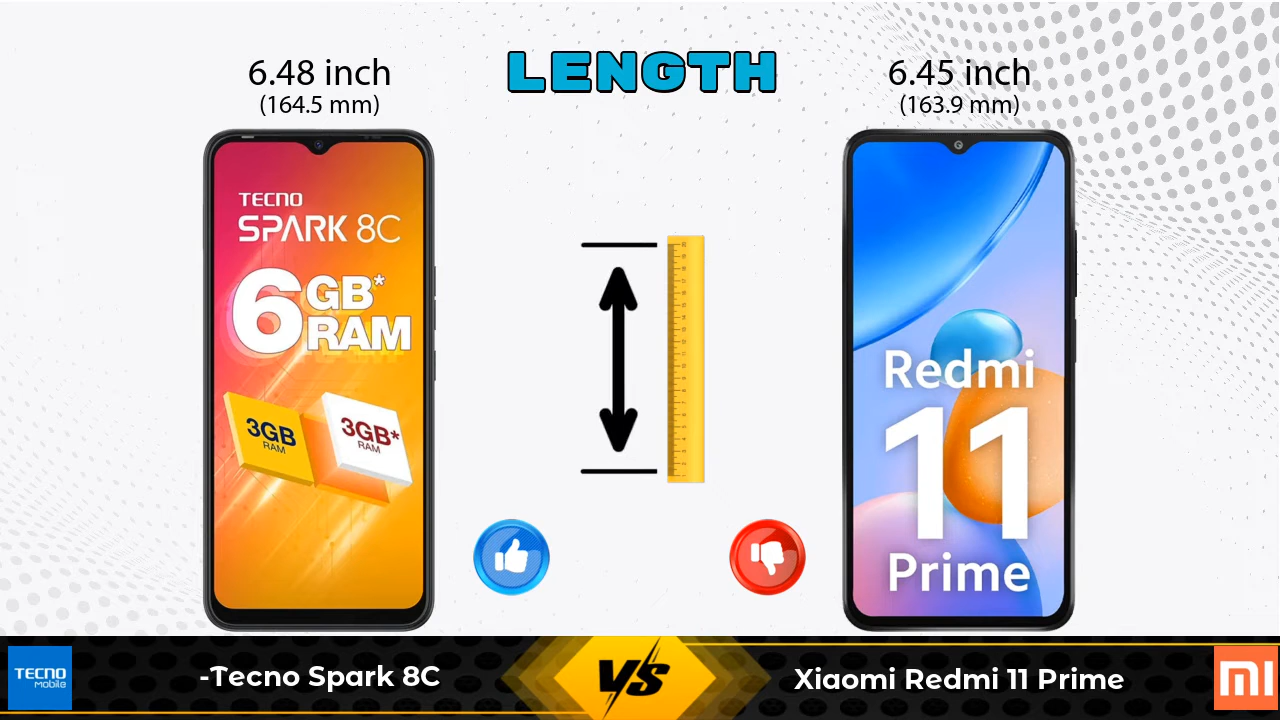 LENGTH
6.48 inch
(164.5 mm)
6.45 inch
(163.9 mm)
TECNO
SPARK 8C
6GB*
RAM
3GB
RAM
3GB*
RAM
Redmi
11
Prime
TECNO
mobile
-Tecno Spark 8C
VS
Xiaomi Redmi 11 Prime
MI